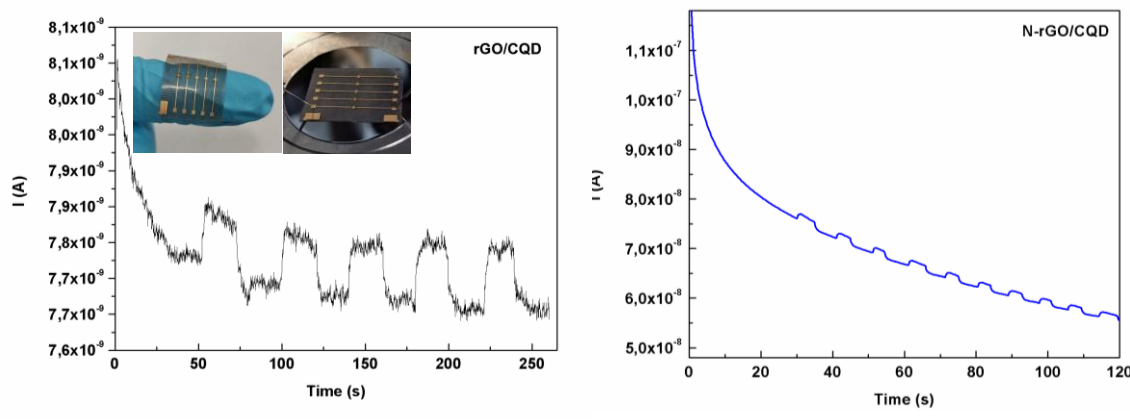 8,1x10⁻⁹
8,1x10⁻⁹
8,0x10⁻⁹
8,0x10⁻⁹
7,9x10⁻⁹
7,9x10⁻⁹
7,8x10⁻⁹
7,7x10⁻⁹
7,7x10⁻⁹
7,6x10⁻⁹
I (A)
rGO/CQD
0 50 100 150 200 250
Time (s)
1,1x10⁻⁷
1,0x10⁻⁷
9,0x10⁻⁸
8,0x10⁻⁸
7,0x10⁻⁸
6,0x10⁻⁸
5,0x10⁻⁸
I (A)
N-rGO/CQD
0 20 40 60 80 100 120
Time (s)